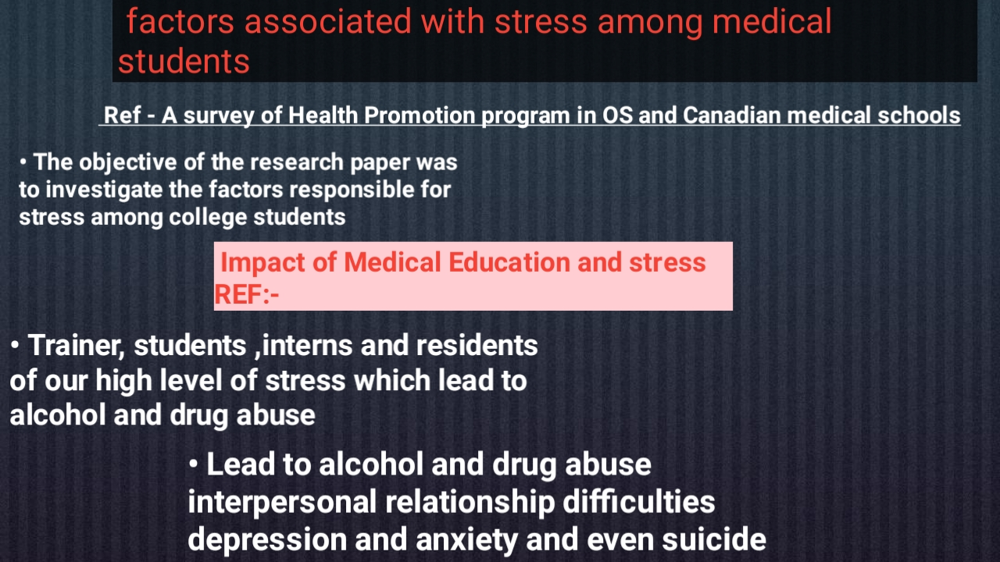 factors associated with stress among medical
students
Ref - A survey of Health Promotion program in OS and Canadian medical schools
• The objective of the research paper was
to investigate the factors responsible for
stress among college students
Impact of Medical Education and stress
REF:-
• Trainer, students ,interns and residents
of our high level of stress which lead to
alcohol and drug abuse
• Lead to alcohol and drug abuse
interpersonal relationship difficulties
depression and anxiety and even suicide